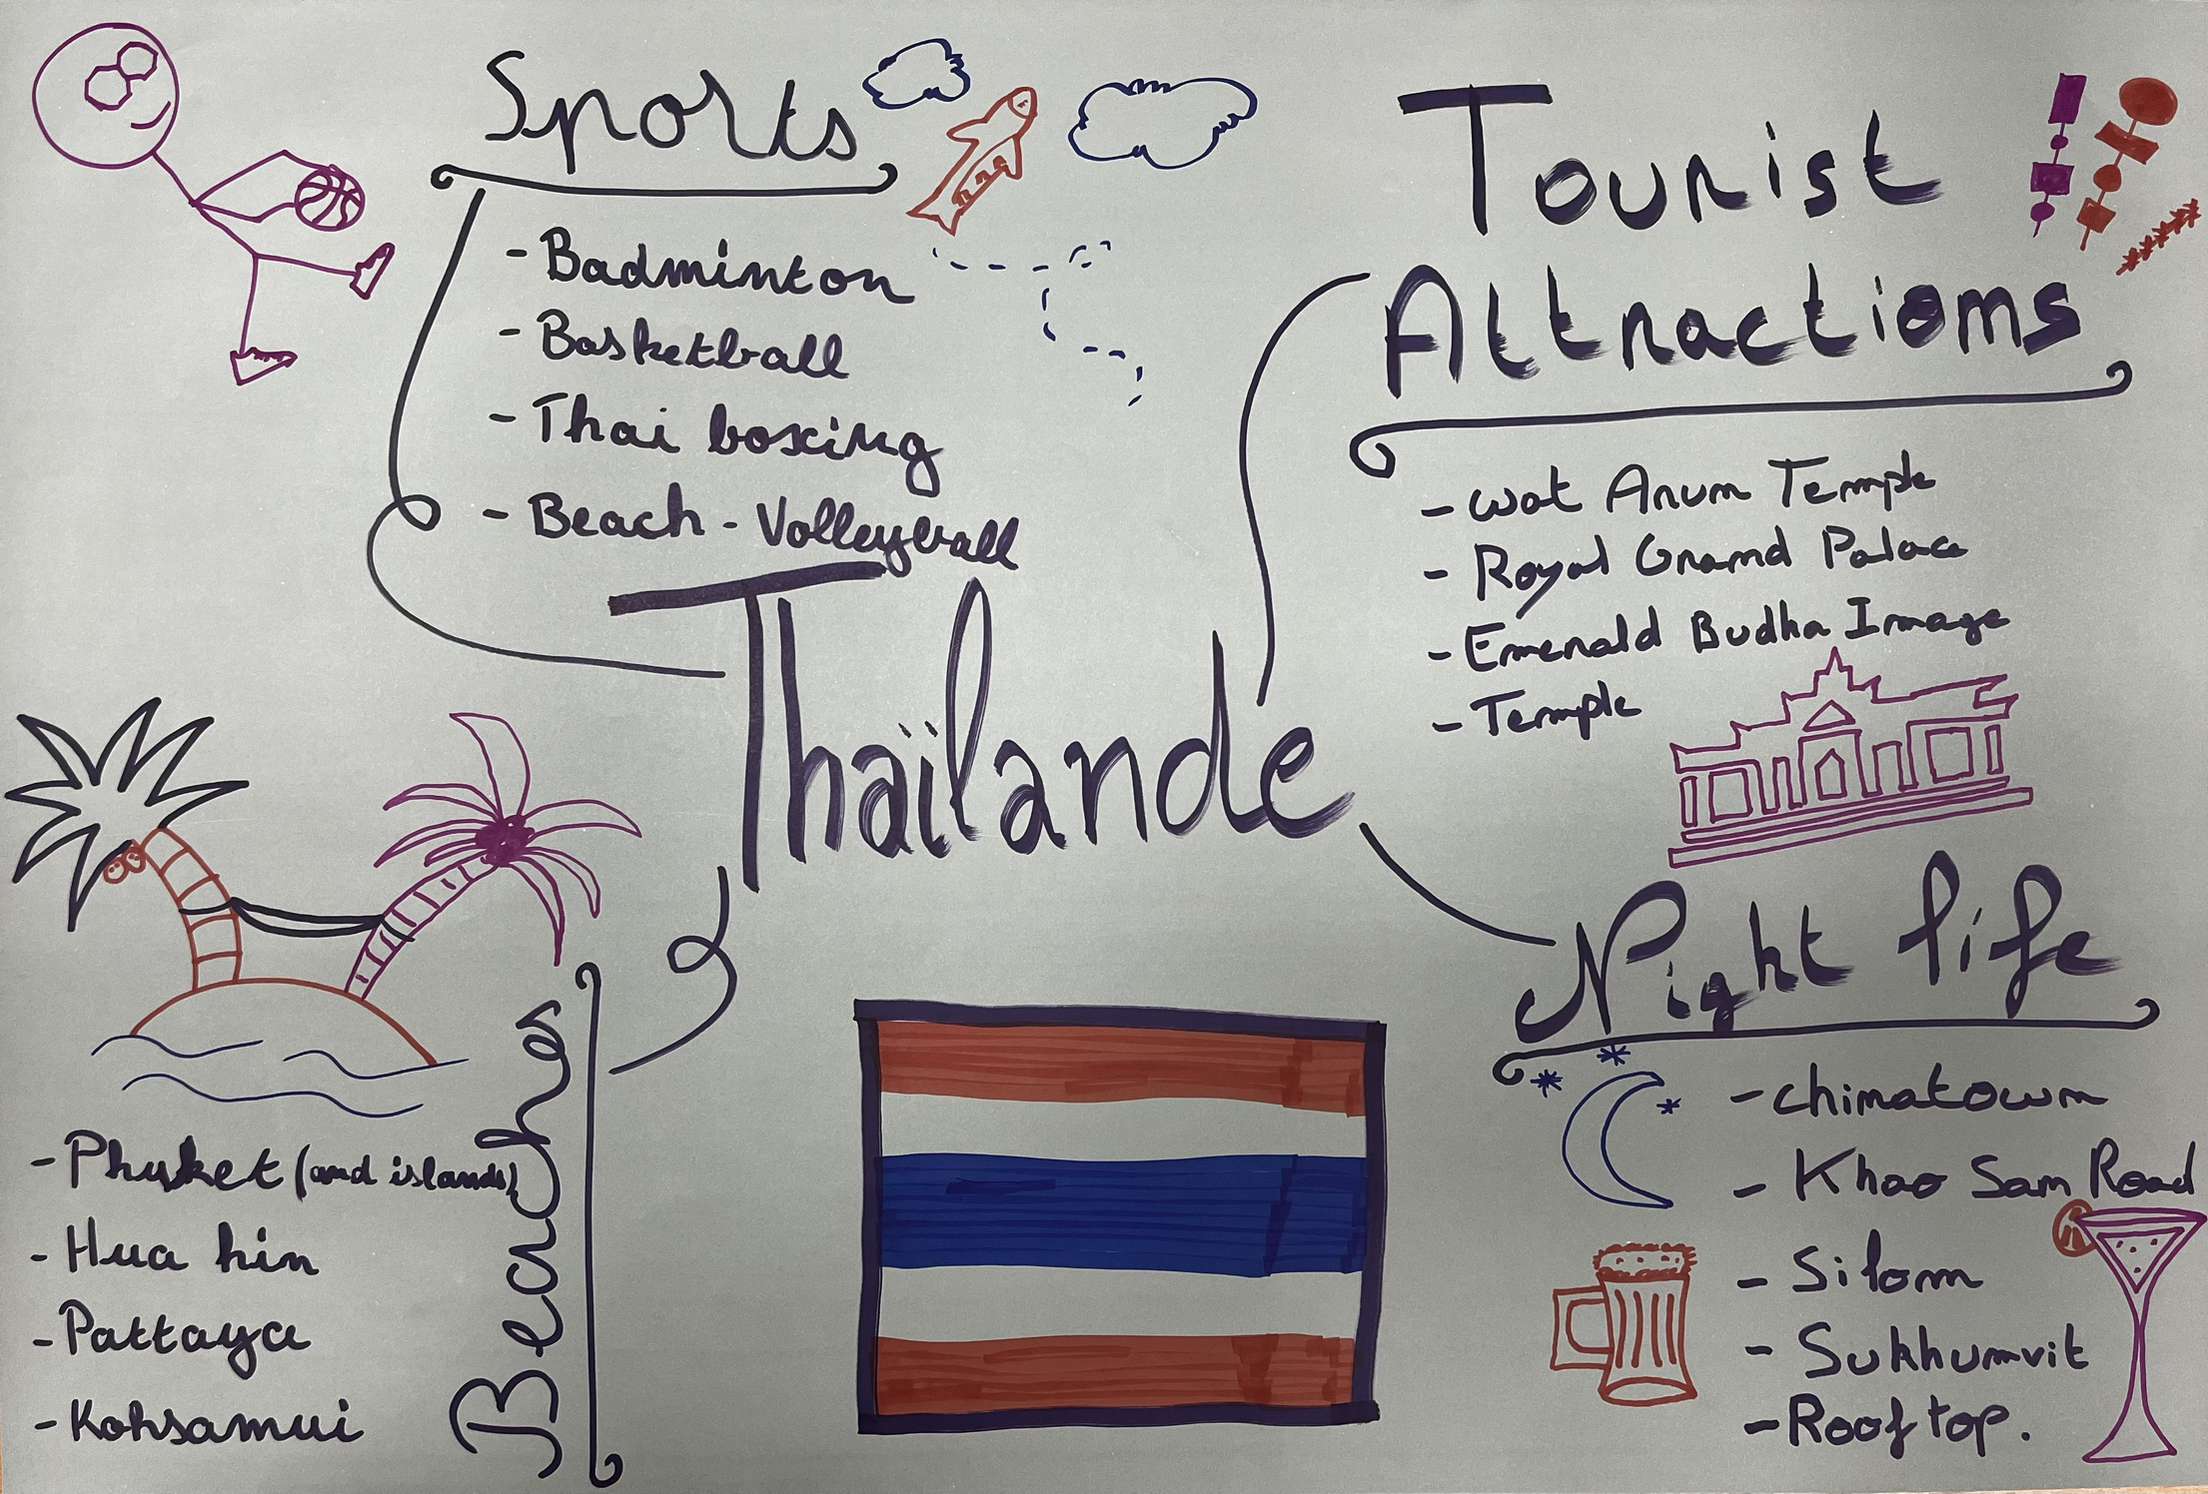 Sports
- Badminton
- Basketball
- Thai boxing
- Beach - Volleyball
Tourist
Attractions
- Wat Arum Temple
- Royal Grand Palace
- Emerald Budha Image
- Temple
Thaïlande
Beaches
- Phuket (and islands)
- Hua hin
- Pattaya
- Kohsamui
Night life
- Chinatown
- Khao San Road
- Silom
- Sukhumvit
- Rooftop.